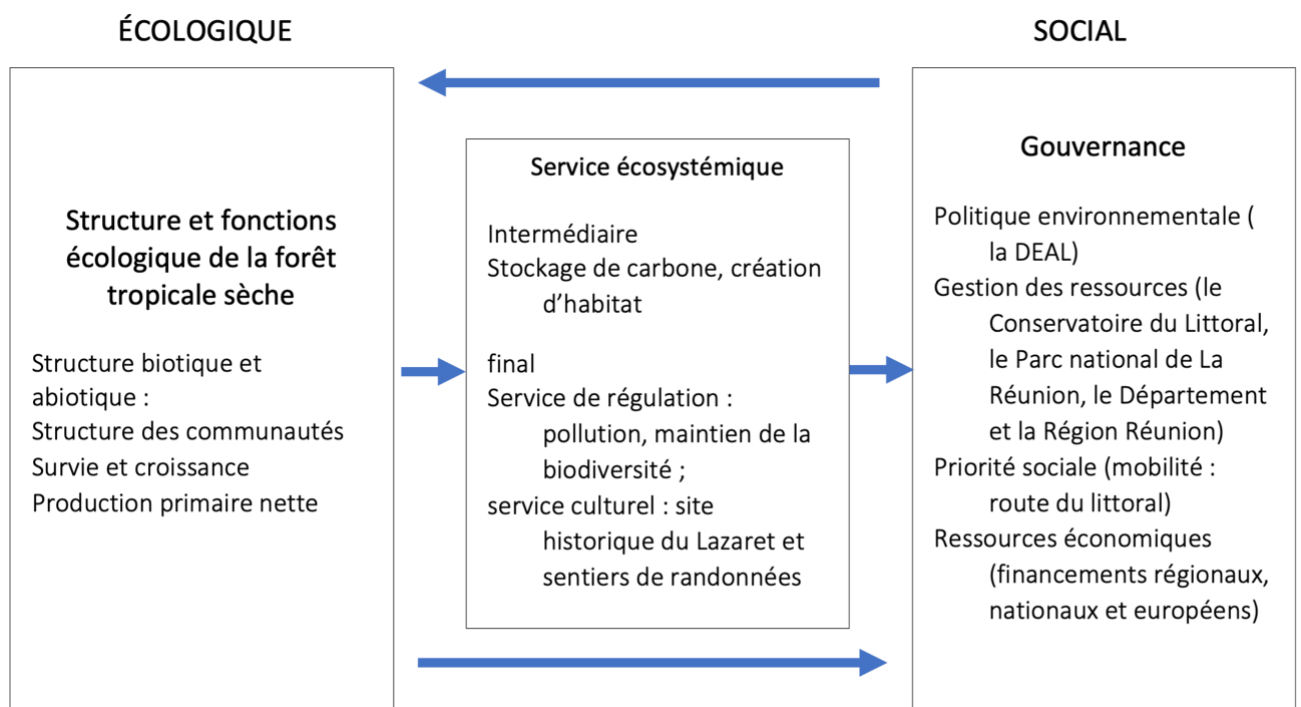 ÉCOLOGIQUE
SOCIAL
Structure et fonctions
écologique de la forêt
tropicale sèche
Structure biotique et
abiotique :
Structure des communautés
Survie et croissance
Production primaire nette
Service écosystémique
Intermédiaire
Stockage de carbone, création
d’habitat
final
Service de régulation :
pollution, maintien de la
biodiversité ;
service culturel : site
historique du Lazaret et
sentiers de randonnées
Gouvernance
Politique environnementale (
la DEAL)
Gestion des ressources (le
Conservatoire du Littoral,
le Parc national de La
Réunion, le Département
et la Région Réunion)
Priorité sociale (mobilité :
route du littoral)
Ressources économiques
(financements régionaux,
nationaux et européens)